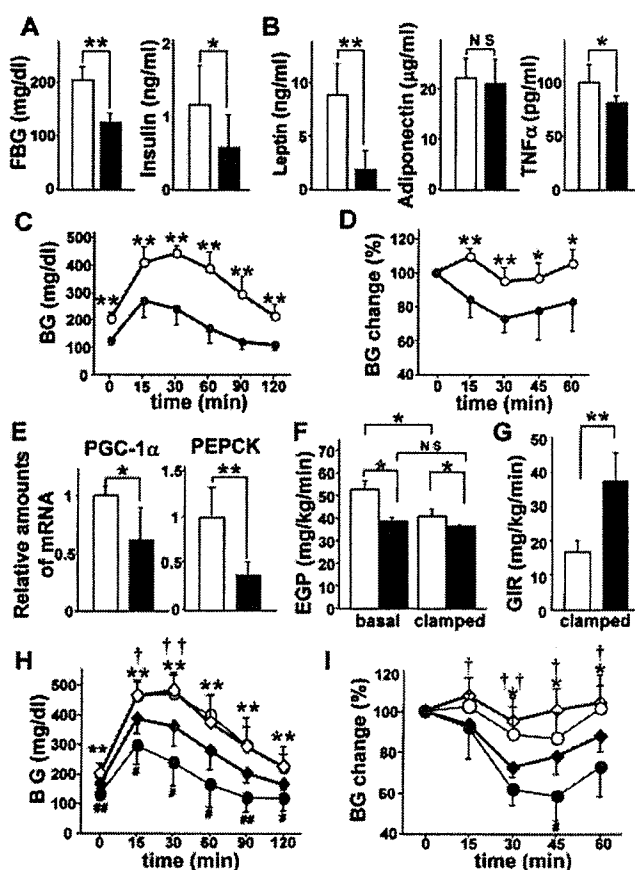 A
B
FBG (mg/dl)
200
100
0
**
Insulin (ng/ml)
1
0
*
Leptin (ng/ml)
10
5
0
**
Adiponectin (μg/ml)
20
0
NS
TNFα (pg/ml)
100
50
0
*
C
BG (mg/dl)
500
400
300
200
100
0
** ** ** ** ** **
0 15 30 60 90 120
time (min)
D
BG change (%)
120
100
80
60
40
** ** * *
0 15 30 45 60
time (min)
E
Relative amounts
of mRNA
PGC-1α
1
0.5
0
*
PEPCK
1.5
1
0.5
0
**
F
EGP (mg/kg/min)
70
60
50
40
30
20
10
0
*
NS
* *
basal clamped
G
GIR (mg/kg/min)
50
40
30
20
10
0
**
clamped
H
BG (mg/dl)
500
400
300
200
100
0
† ††
** ** ** ** ** **
## # # # ## #
0 15 30 60 90 120
time (min)
I
BG change (%)
120
100
80
60
40
† †† † †
* * *
#
0 15 30 45 60
time (min)